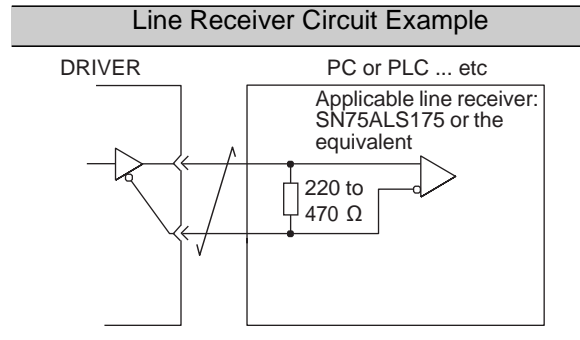 Line Receiver Circuit Example
DRIVER
PC or PLC ... etc
Applicable line receiver:
SN75ALS175 or the
equivalent
220 to
470 Ω